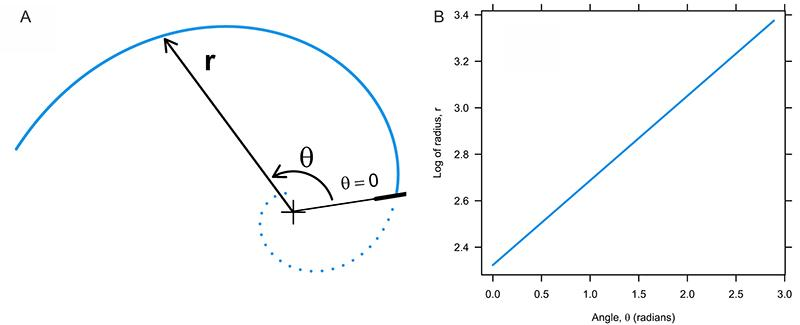 A
r
θ
θ = 0
B
3.4
3.2
3.0
2.8
2.6
2.4
Log of radius, r
0.0 0.5 1.0 1.5 2.0 2.5 3.0
Angle, θ (radians)